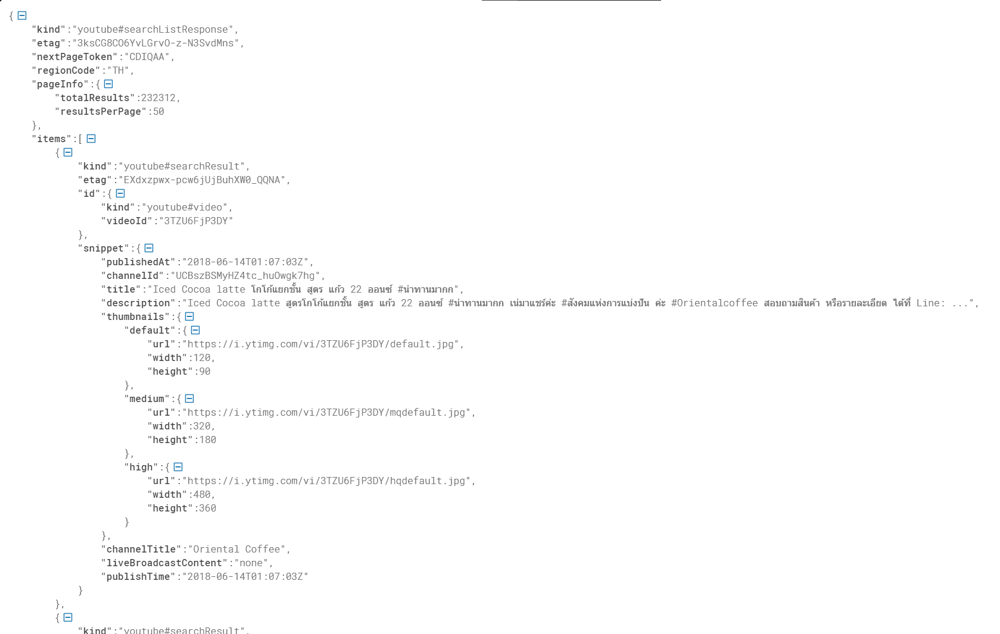 {
"kind":"youtube#searchListResponse",
"etag":"3ksCG8CO6YvLGrvO-z-N3SvdMns",
"nextPageToken":"CDIQAA",
"regionCode":"TH",
"pageInfo":{
"totalResults":232312,
"resultsPerPage":50
},
"items":[
{
"kind":"youtube#searchResult",
"etag":"EXdxzpwx-pcw6jUjBuhXW0_QQNA",
"id":{
"kind":"youtube#video",
"videoId":"3TZU6FjP3DY"
},
"snippet":{
"publishedAt":"2018-06-14T01:07:03Z",
"channelId":"UCBszBSMyHZ4tc_huOwgk7hg",
"title":"Iced Cocoa latte โกโก้แยกชั้น สูตร แก้ว 22 ออนซ์ #น่าทานมากก",
"description":"Iced Cocoa latte สูตรโกโก้แยกชั้น สูตร แก้ว 22 ออนซ์ #น่าทานมากก เน่มาแชร์ค่ะ #สังคมแห่งการแบ่งปัน ค่ะ #Orientalcoffee สอบถามสินค้า หรือรายละเอียด ได้ที่ Line: ...",
"thumbnails":{
"default":{
"url":"https://i.ytimg.com/vi/3TZU6FjP3DY/default.jpg",
"width":120,
"height":90
},
"medium":{
"url":"https://i.ytimg.com/vi/3TZU6FjP3DY/mqdefault.jpg",
"width":320,
"height":180
},
"high":{
"url":"https://i.ytimg.com/vi/3TZU6FjP3DY/hqdefault.jpg",
"width":480,
"height":360
}
},
"channelTitle":"Oriental Coffee",
"liveBroadcastContent":"none",
"publishTime":"2018-06-14T01:07:03Z"
}
},
{
"kind":"youtube#searchResult",